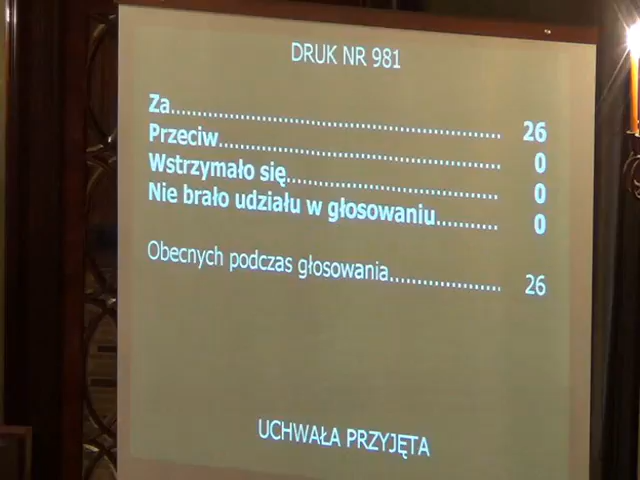 DRUK NR 981
Za.................................................... 26
Przeciw............................................. 0
Wstrzymało się................................. 0
Nie brało udziału w głosowaniu.......... 0
Obecnych podczas głosowania................. 26
UCHWAŁA PRZYJĘTA